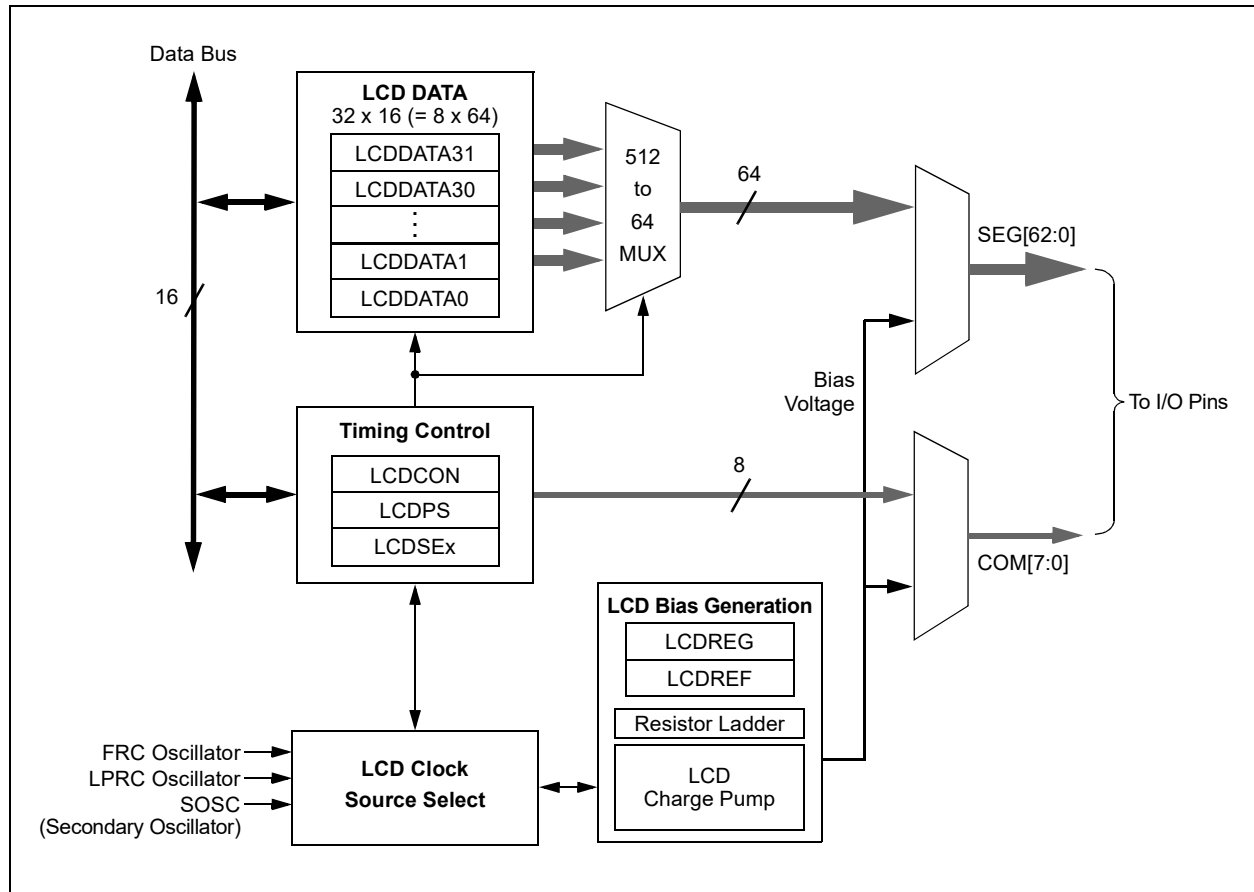 Data Bus
16
LCD DATA
32 x 16 (= 8 x 64)
LCDDATA31
LCDDATA30
⋮
LCDDATA1
LCDDATA0
512
to
64
MUX
64
SEG[62:0]
Bias
Voltage
To I/O Pins
Timing Control
LCDCON
LCDPS
LCDSEx
8
COM[7:0]
LCD Bias Generation
LCDREG
LCDREF
Resistor Ladder
LCD
Charge Pump
FRC Oscillator
LPRC Oscillator
SOSC
(Secondary Oscillator)
LCD Clock
Source Select